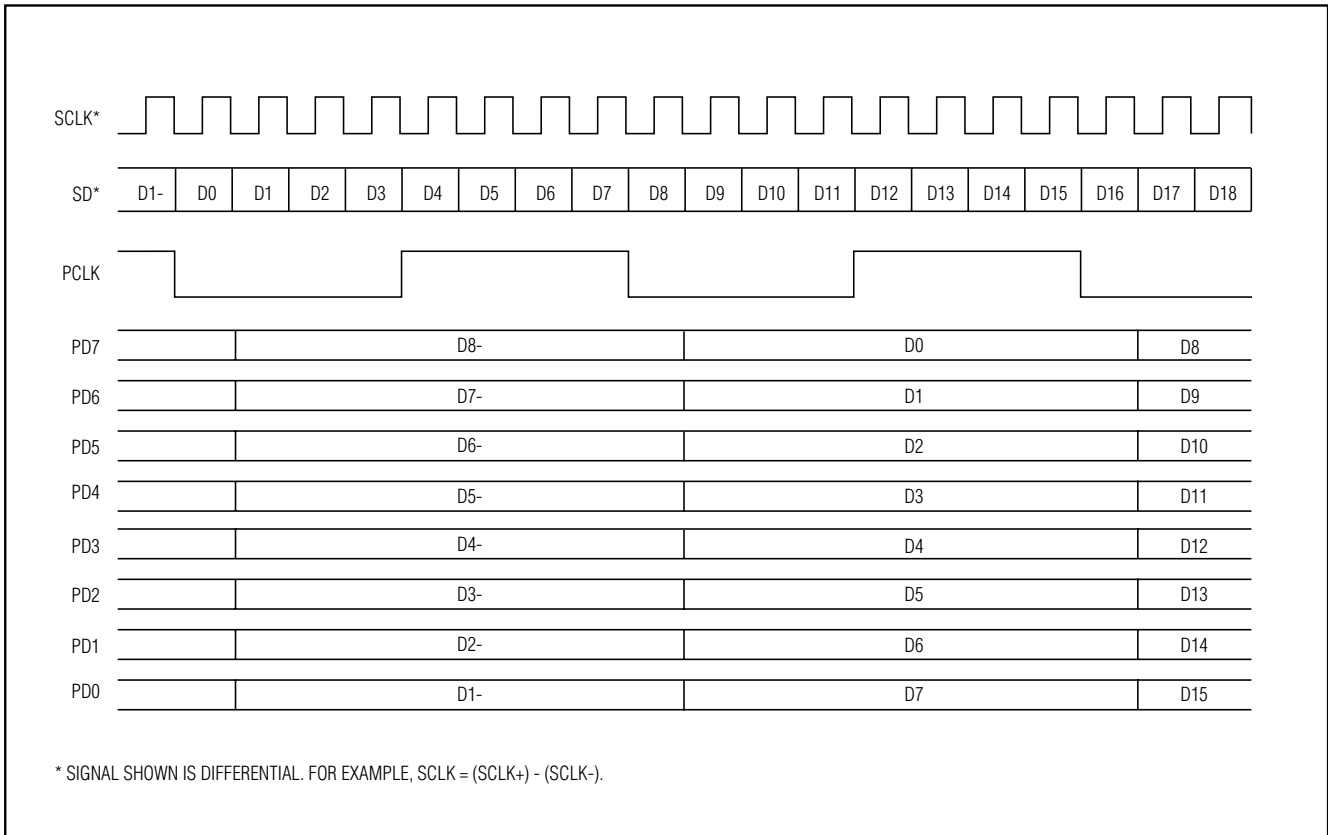 SCLK*
SD* D1- D0 D1 D2 D3 D4 D5 D6 D7 D8 D9 D10 D11 D12 D13 D14 D15 D16 D17 D18
PCLK
PD7 D8- D0 D8
PD6 D7- D1 D9
PD5 D6- D2 D10
PD4 D5- D3 D11
PD3 D4- D4 D12
PD2 D3- D5 D13
PD1 D2- D6 D14
PD0 D1- D7 D15
* SIGNAL SHOWN IS DIFFERENTIAL. FOR EXAMPLE, SCLK = (SCLK+) - (SCLK-).